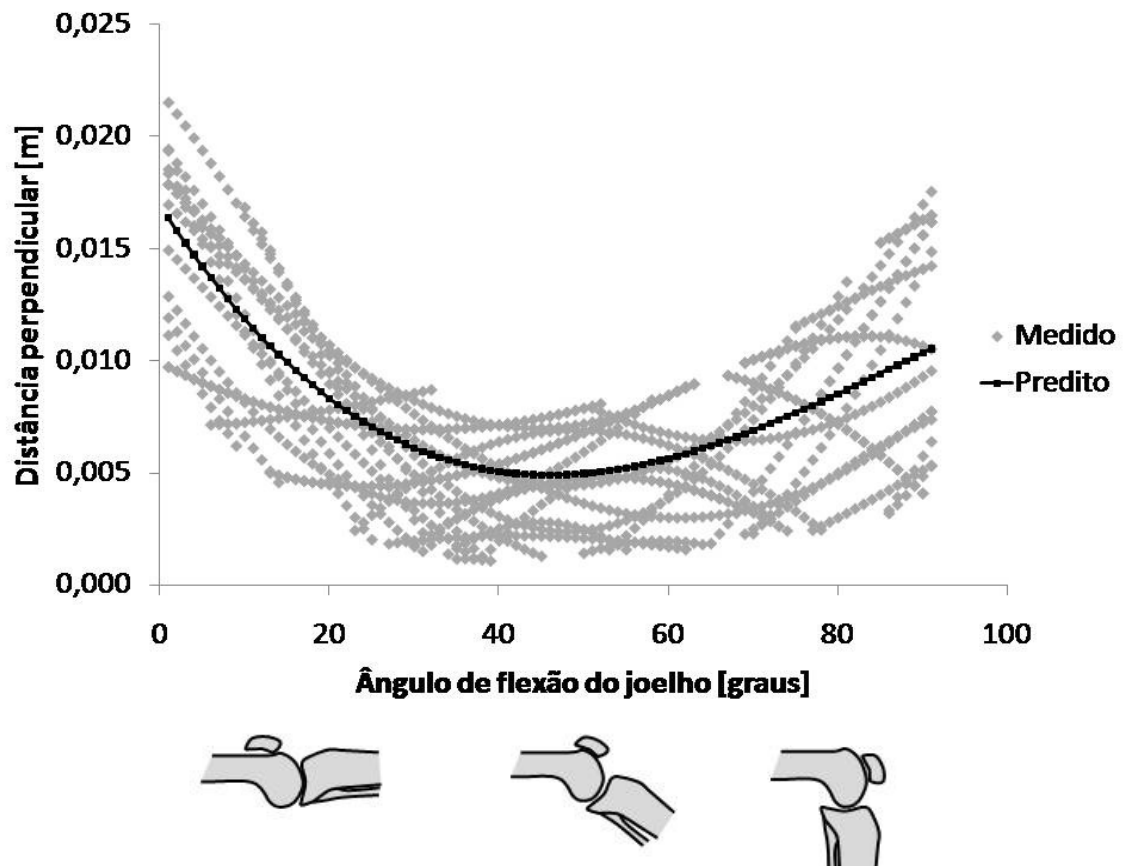 0,025
0,020
0,015
0,010
0,005
0,000
Distância perpendicular [m]
Medido
Predito
0 20 40 60 80 100
Ângulo de flexão do joelho [graus]